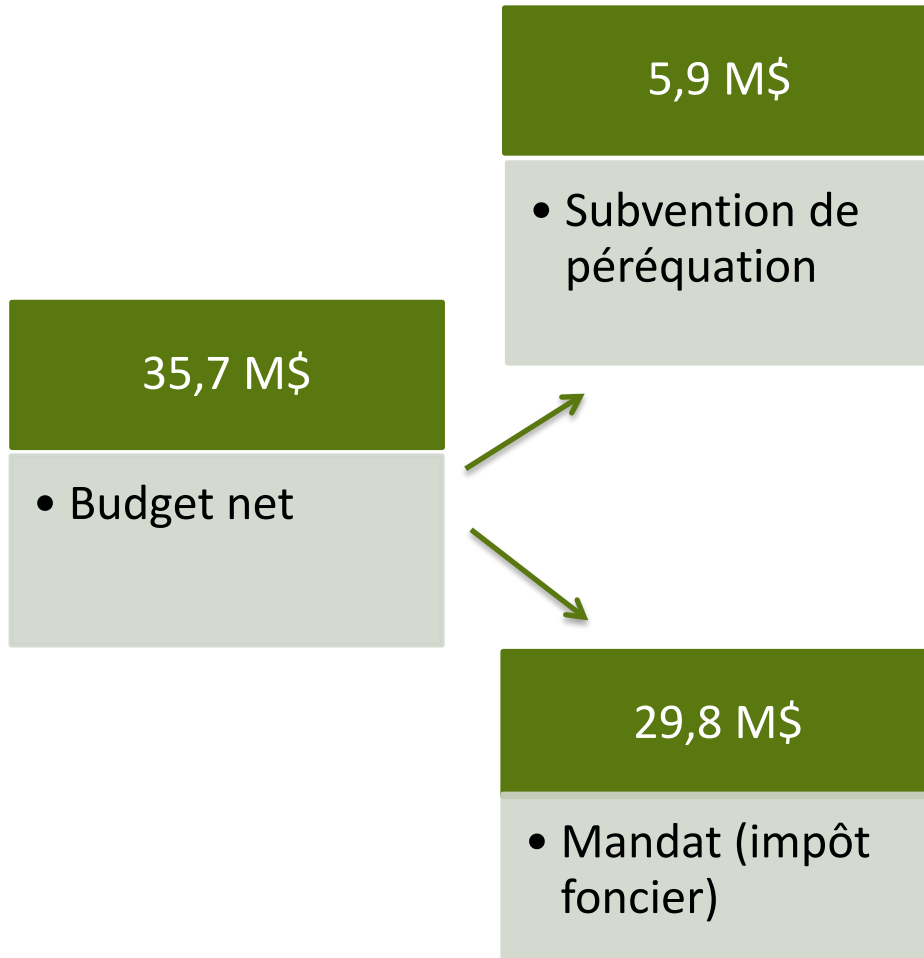 5,9 M$
• Subvention de
péréquation
35,7 M$
• Budget net
29,8 M$
• Mandat (impôt
foncier)